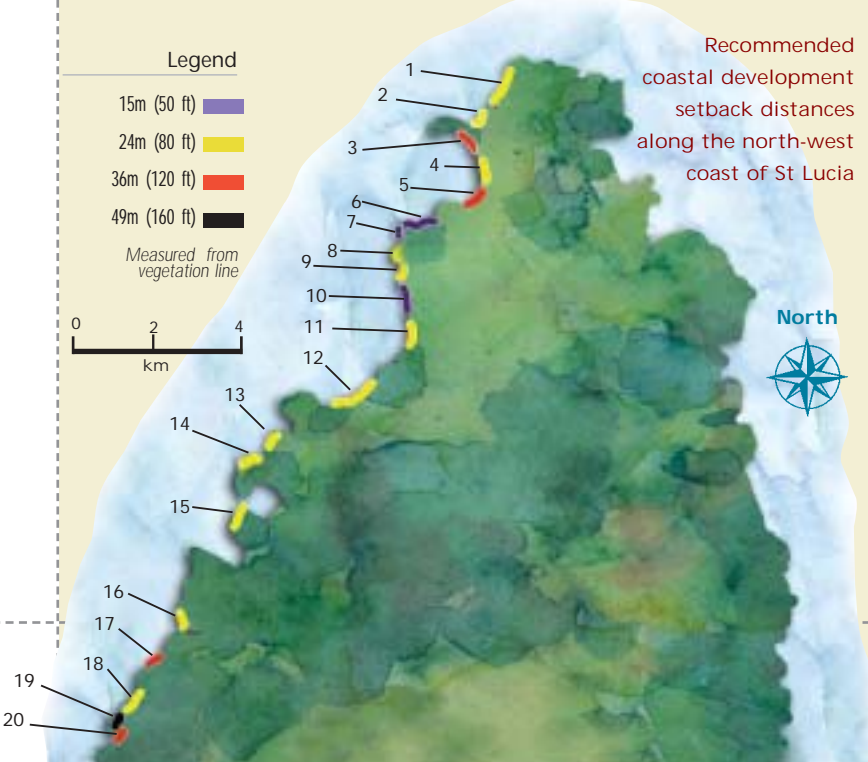 Recommended
coastal development
setback distances
along the north-west
coast of St Lucia
Legend
15m (50 ft)
24m (80 ft)
36m (120 ft)
49m (160 ft)
Measured from
vegetation line
0 2 4
km
North
1
2
3
4
5
6
7
8
9
10
11
12
13
14
15
16
17
18
19
20